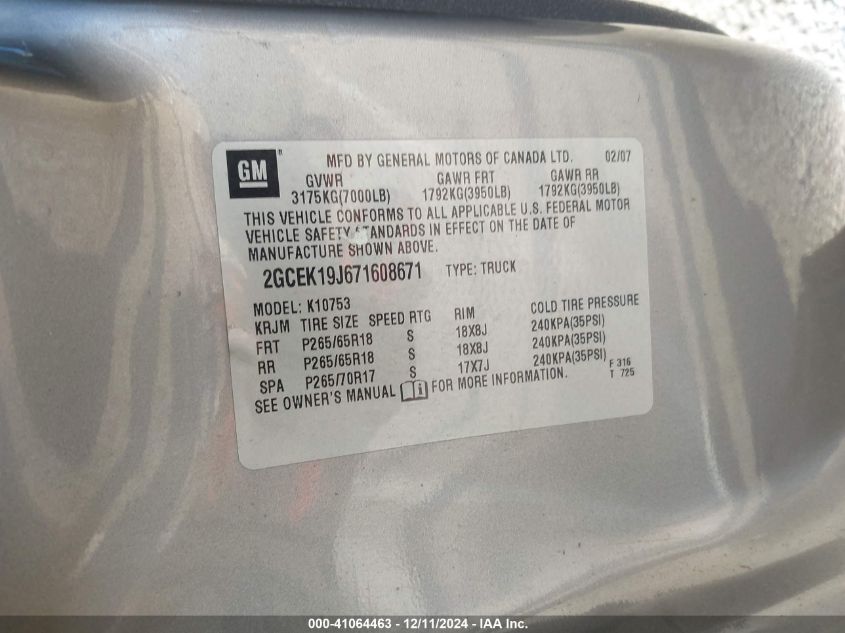 GM®
MFD BY GENERAL MOTORS OF CANADA LTD. 02/07
GVWR GAWR FRT GAWR RR
3175KG(7000LB) 1792KG(3950LB) 1792KG(3950LB)
THIS VEHICLE CONFORMS TO ALL APPLICABLE U.S. FEDERAL MOTOR
VEHICLE SAFETY STANDARDS IN EFFECT ON THE DATE OF
MANUFACTURE SHOWN ABOVE.
2GCEK19J671608671 TYPE: TRUCK
MODEL: K10753
KRJM TIRE SIZE SPEED RTG RIM COLD TIRE PRESSURE
FRT P265/65R18 S 18X8J 240KPA(35PSI)
RR P265/65R18 S 18X8J 240KPA(35PSI)
SPA P265/70R17 S 17X7J 240KPA(35PSI)
SEE OWNER'S MANUAL i FOR MORE INFORMATION.
F 316
T 725
000-41064463 - 12/11/2024 - IAA Inc.